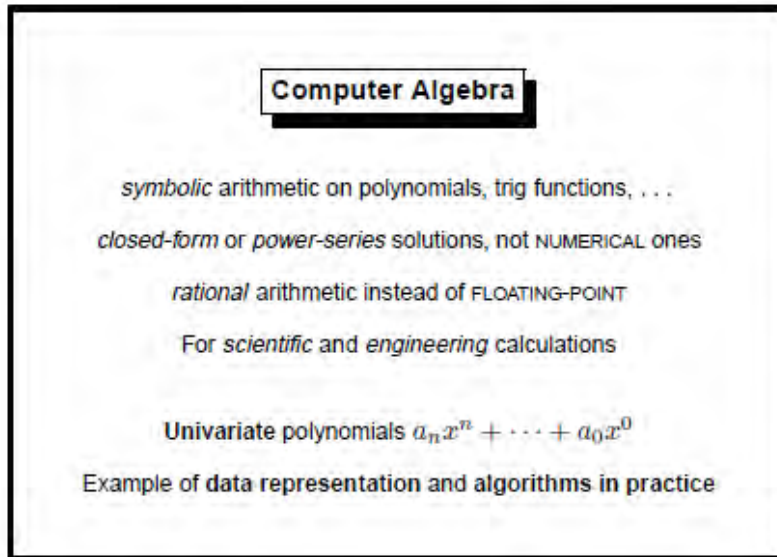 Computer Algebra
symbolic arithmetic on polynomials, trig functions, . . .
closed-form or power-series solutions, not NUMERICAL ones
rational arithmetic instead of FLOATING-POINT
For scientific and engineering calculations
Univariate polynomials aₙxⁿ + ··· + a₀x⁰
Example of data representation and algorithms in practice